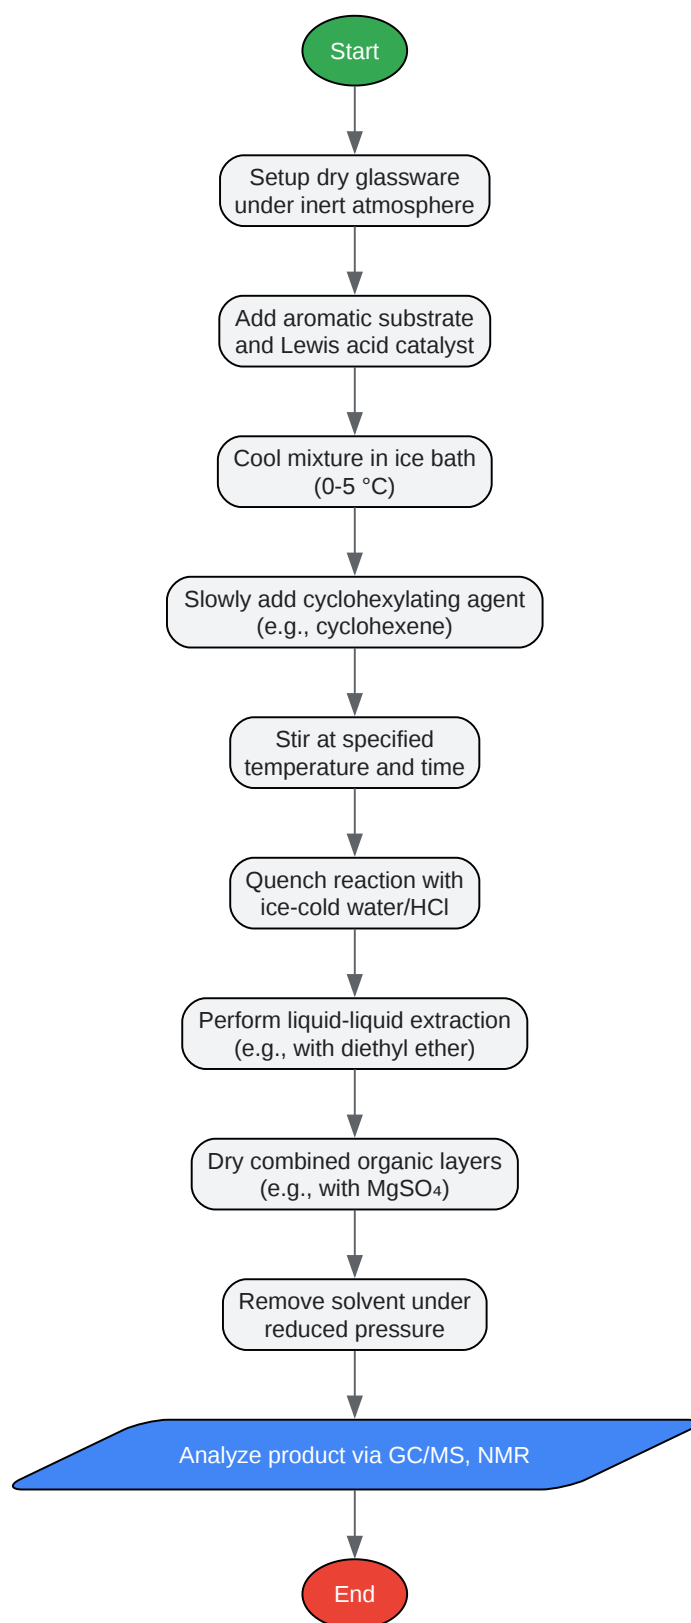 Start
Setup dry glassware
under inert atmosphere
Add aromatic substrate
and Lewis acid catalyst
Cool mixture in ice bath
(0-5 °C)
Slowly add cyclohexylating agent
(e.g., cyclohexene)
Stir at specified
temperature and time
Quench reaction with
ice-cold water/HCl
Perform liquid-liquid extraction
(e.g., with diethyl ether)
Dry combined organic layers
(e.g., with MgSO₄)
Remove solvent under
reduced pressure
Analyze product via GC/MS, NMR
End